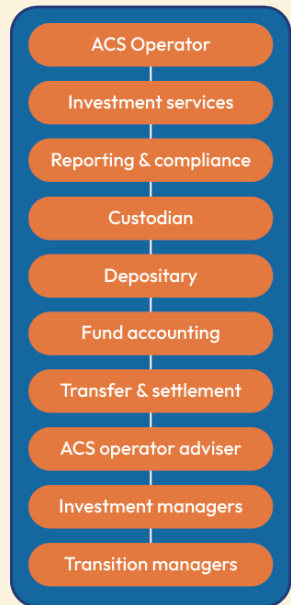 ACS Operator
Investment services
Reporting & compliance
Custodian
Depositary
Fund accounting
Transfer & settlement
ACS operator adviser
Investment managers
Transition managers